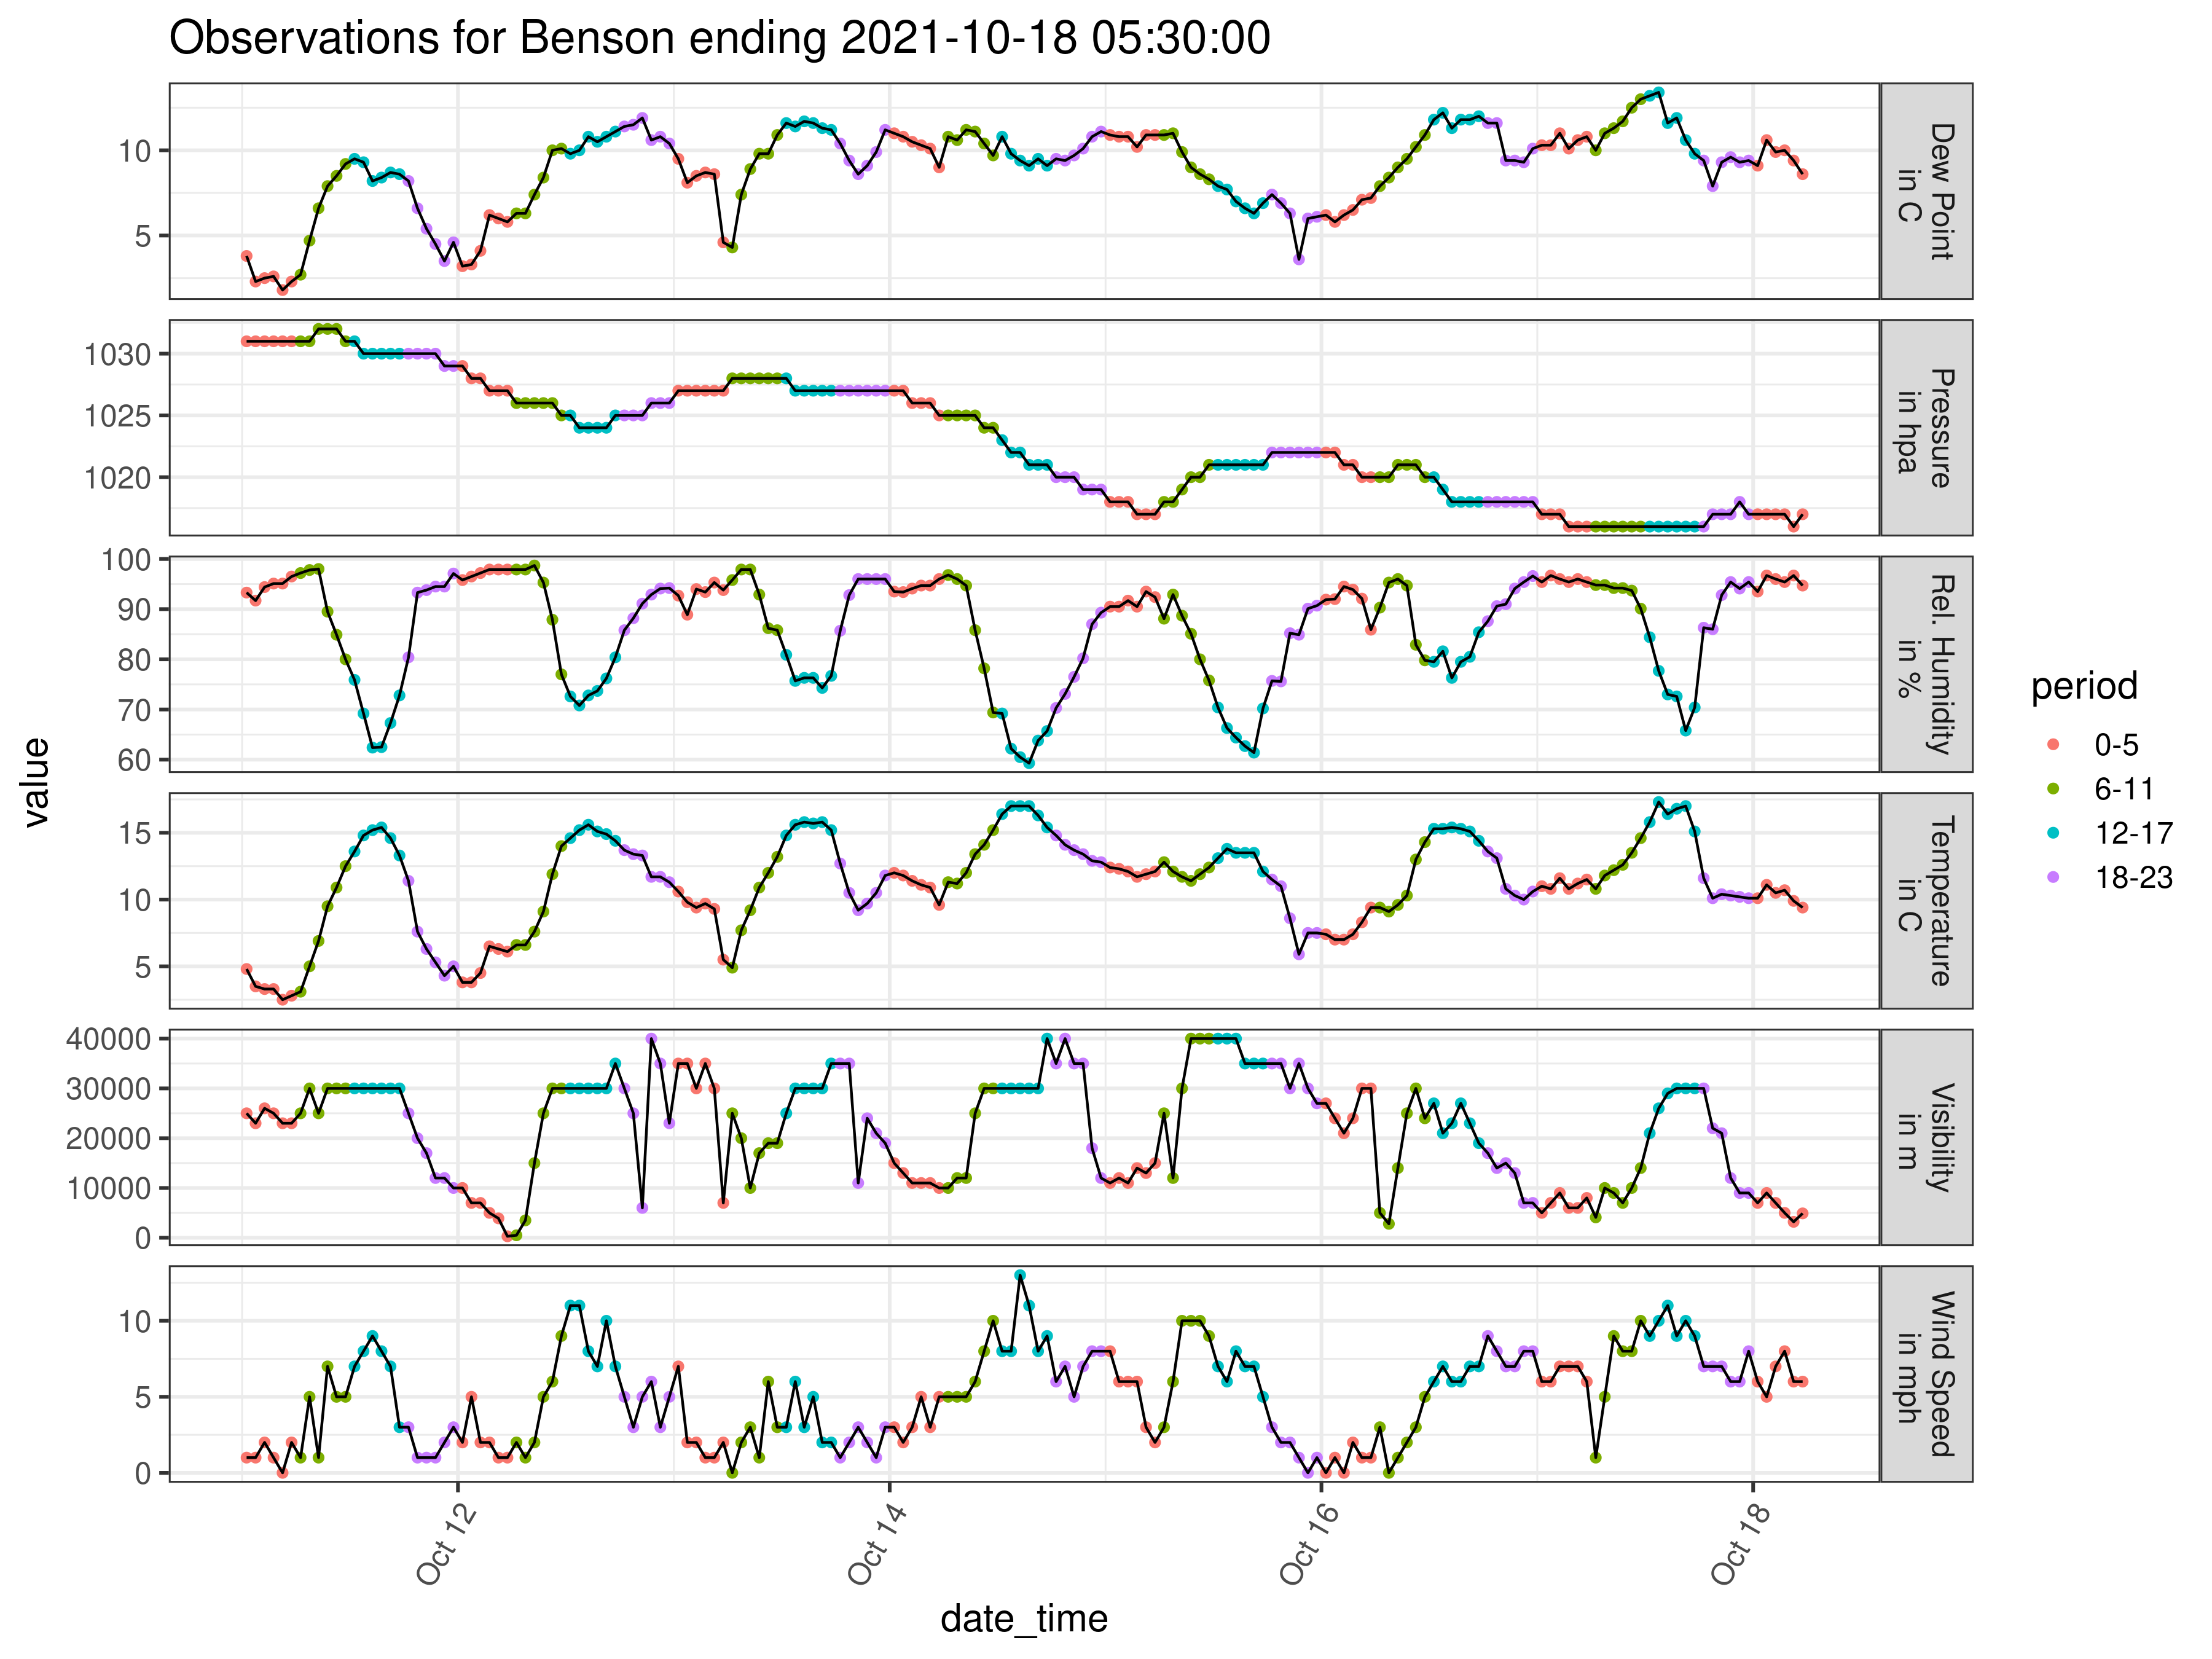 Observations for Benson ending 2021-10-18 05:30:00
value
10
5
Dew Point
in C
1030
1025
1020
Pressure
in hpa
100
90
80
70
60
Rel. Humidity
in %
15
10
5
Temperature
in C
40000
30000
20000
10000
0
Visibility
in m
10
5
0
Wind Speed
in mph
Oct 12
Oct 14
Oct 16
Oct 18
date_time
period
0-5
6-11
12-17
18-23